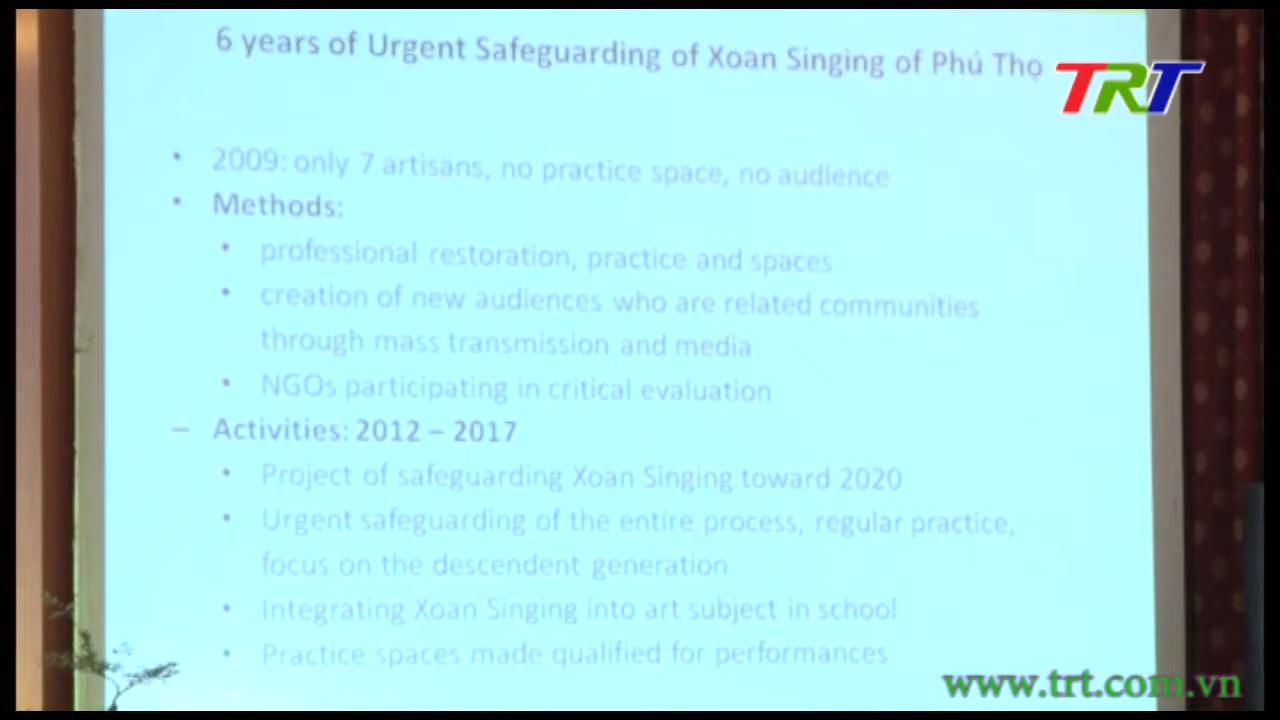 6 years of Urgent Safeguarding of Xoan Singing of Phú Thọ
TRT
• 2009: only 7 artisans, no practice space, no audience
• Methods:
• professional restoration, practice and spaces
• creation of new audiences who are related communities
through mass transmission and media
• NGOs participating in critical evaluation
– Activities: 2012 – 2017
• Project of safeguarding Xoan Singing toward 2020
• Urgent safeguarding of the entire process, regular practice,
focus on the descendent generation
• Integrating Xoan Singing into art subject in school
• Practice spaces made qualified for performances
www.trt.com.vn